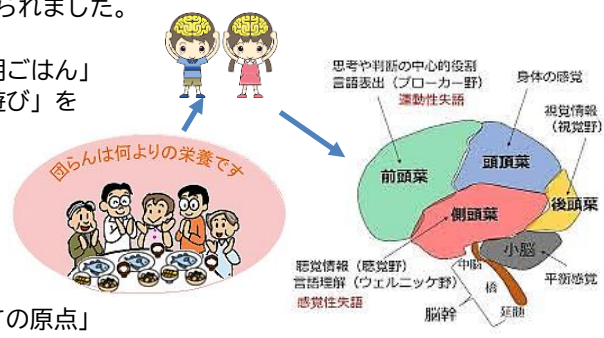 られました。
朝ごはん」
遊び」を
団らんは何よりの栄養です
の原点」
思考や判断の中心的役割
言語表出(ブローカー野)
運動性失語
身体の感覚
視覚情報
(視覚野)
前頭葉
頭頂葉
側頭葉
後頭葉
小脳
中脳
橋
延髄
脳幹
平衡感覚
聴覚情報(聴覚野)
言語理解(ウェルニッケ野)
感覚性失語